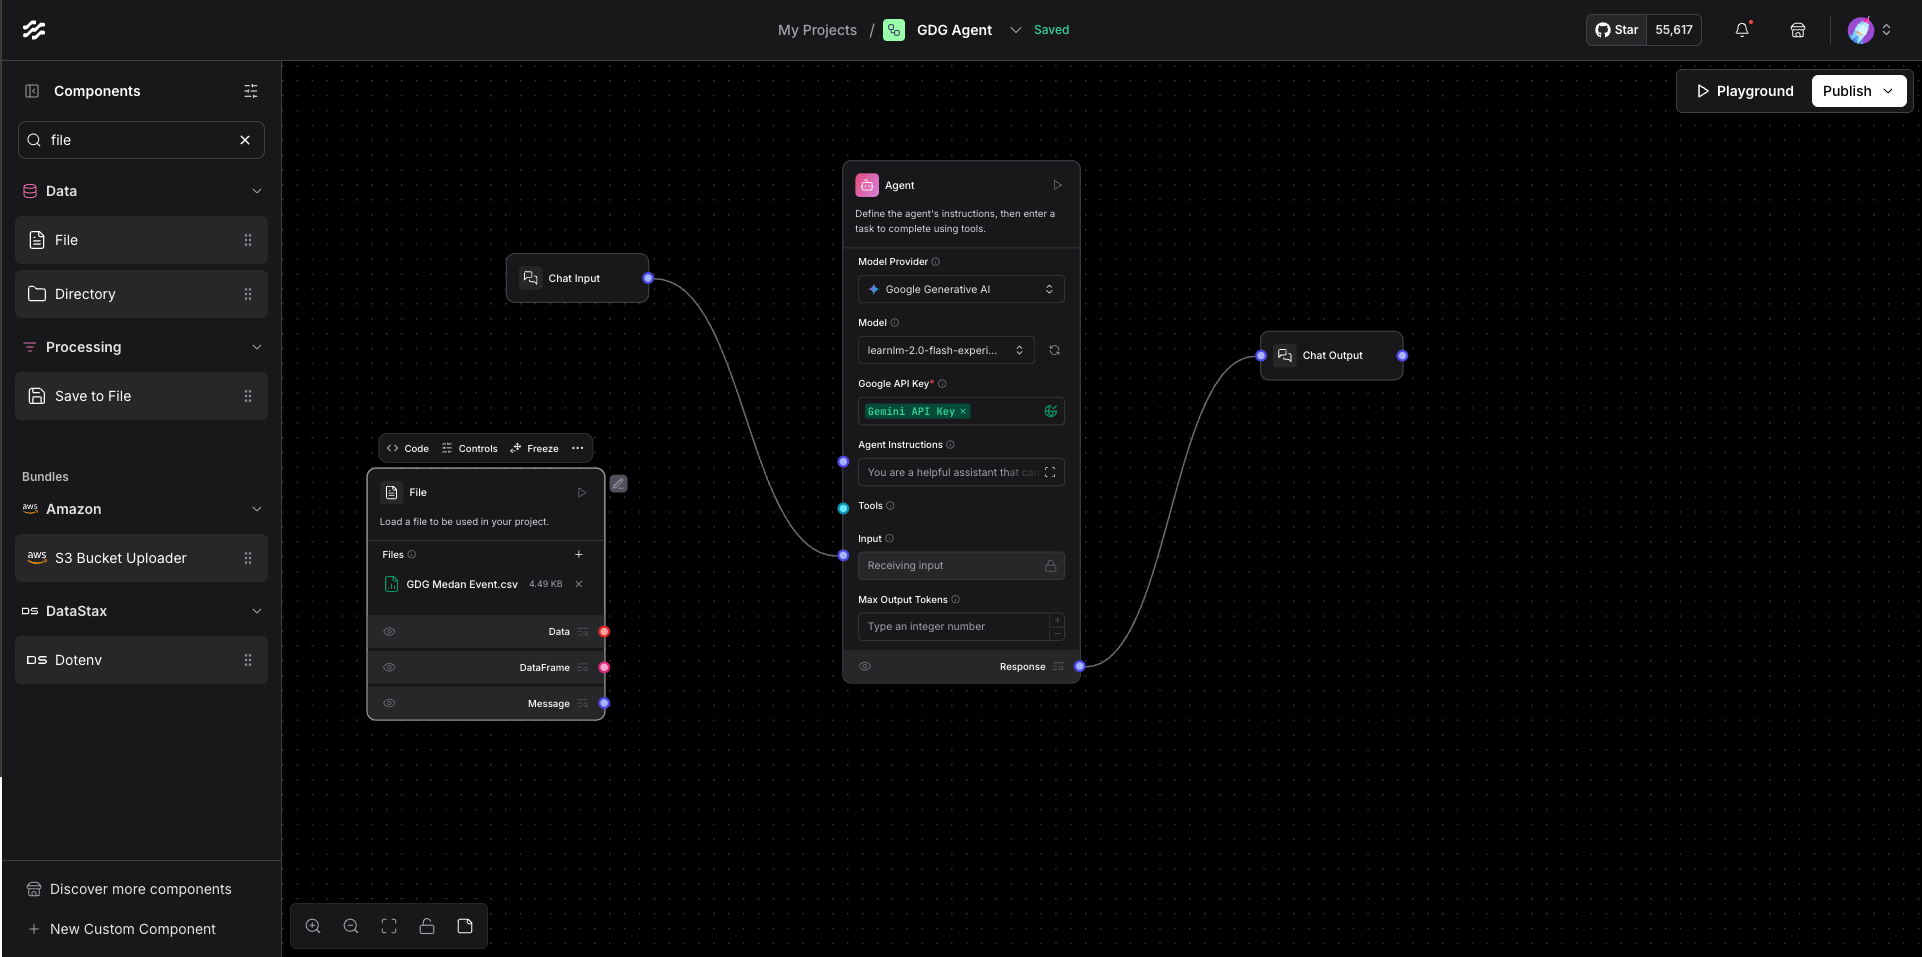 My Projects / GDG Agent Saved
Star 55,617
Components
file
Data
File
Directory
Processing
Save to File
Bundles
aws Amazon
aws S3 Bucket Uploader
DS DataStax
DS Dotenv
Discover more components
New Custom Component
Playground
Publish
Chat Input
Code Controls Freeze
File
Load a file to be used in your project.
Files
GDG Medan Event.csv 4.49 KB
Data
DataFrame
Message
Agent
Define the agent's instructions, then enter a
task to complete using tools.
Model Provider
Google Generative AI
Model
learnlm-2.0-flash-experi...
Google API Key*
Gemini API Key
Agent Instructions
You are a helpful assistant that can
Tools
Input
Receiving input
Max Output Tokens
Type an integer number
Response
Chat Output